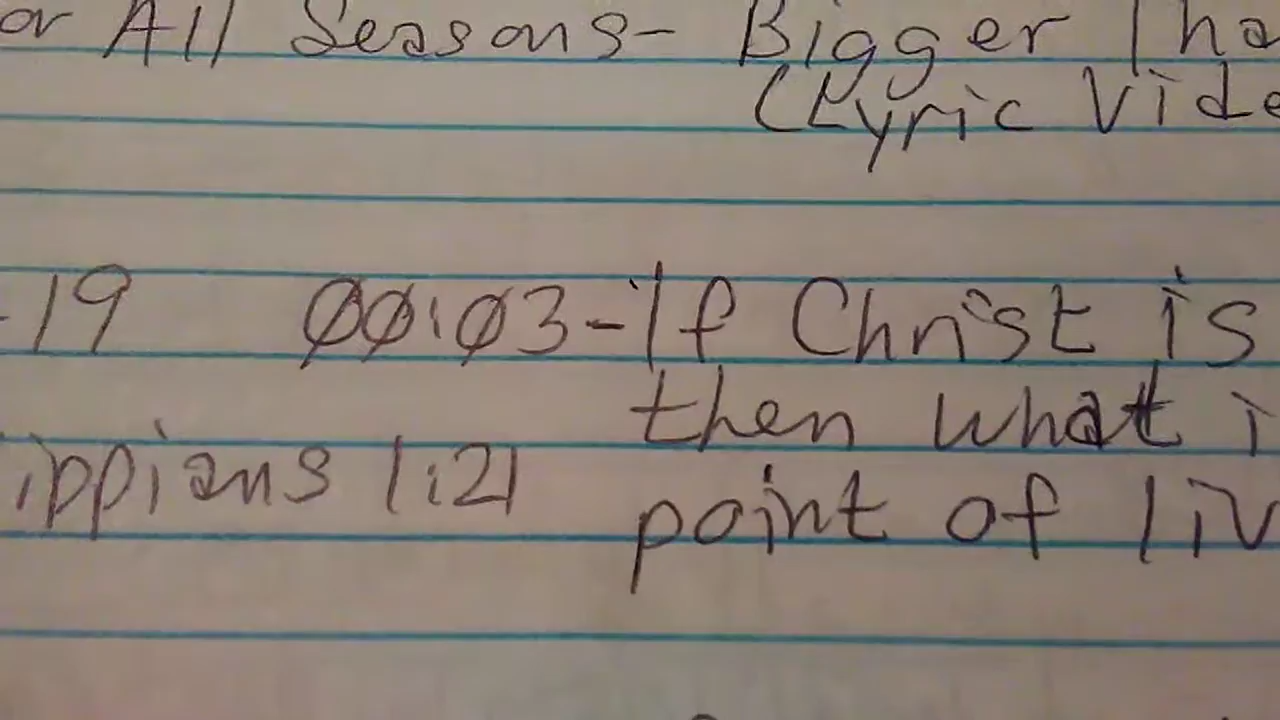 or All Seasons- Bigger Tha
(Lyric Vide
-19 00:03-If Christ is
then what i
ippians 1:21 point of liv